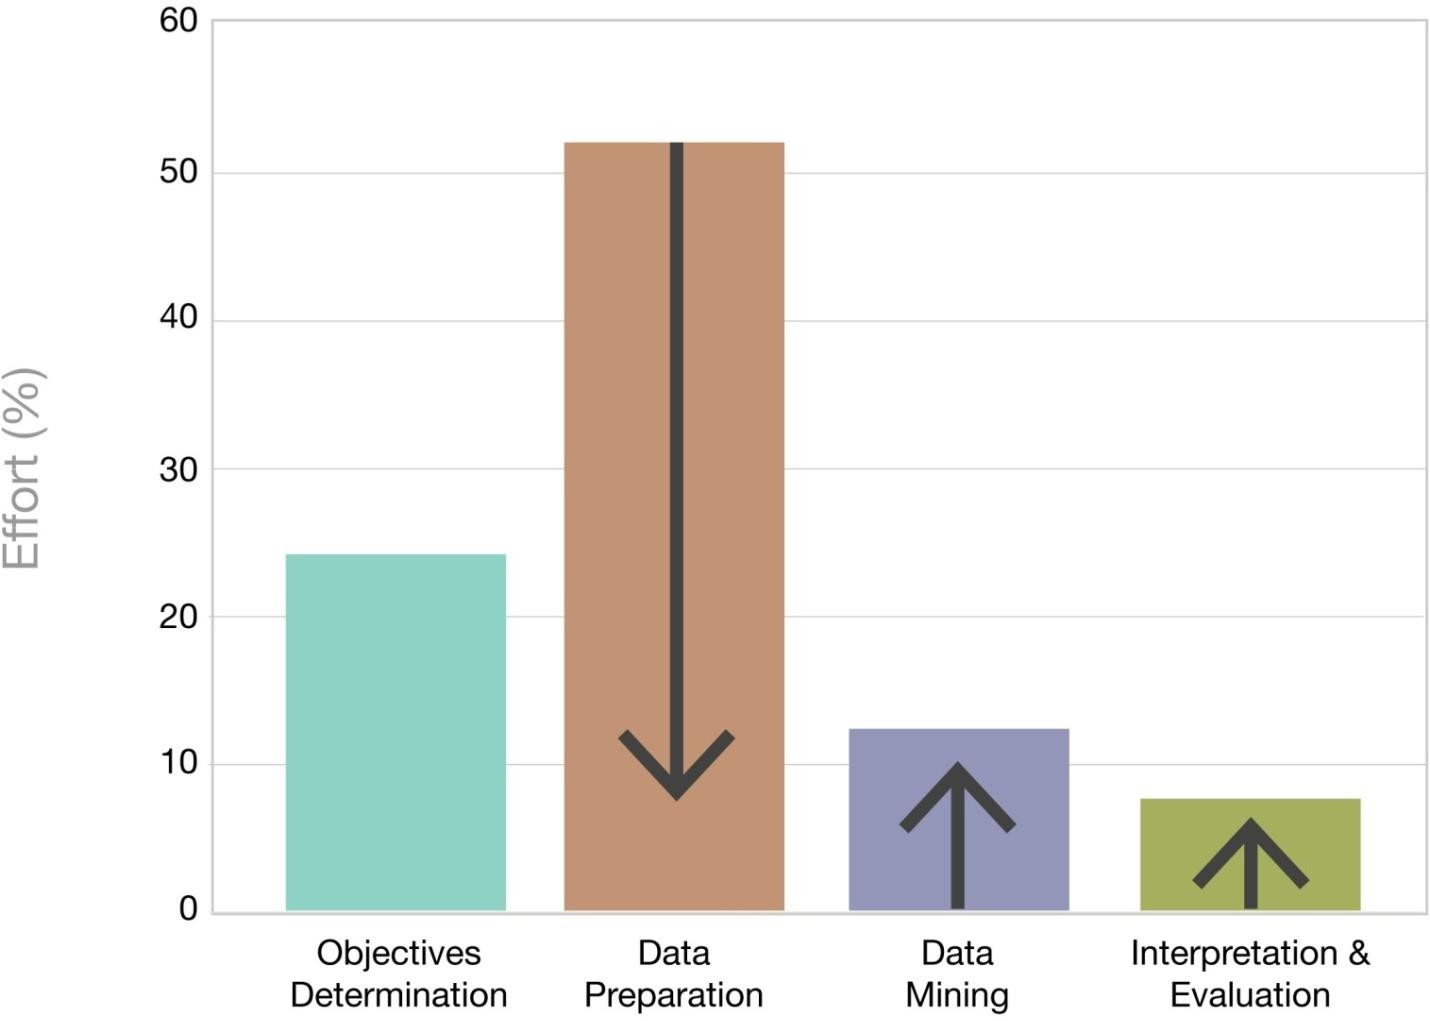 60
50
40
30
20
10
0
Effort (%)
Objectives
Determination
Data
Preparation
Data
Mining
Interpretation &
Evaluation